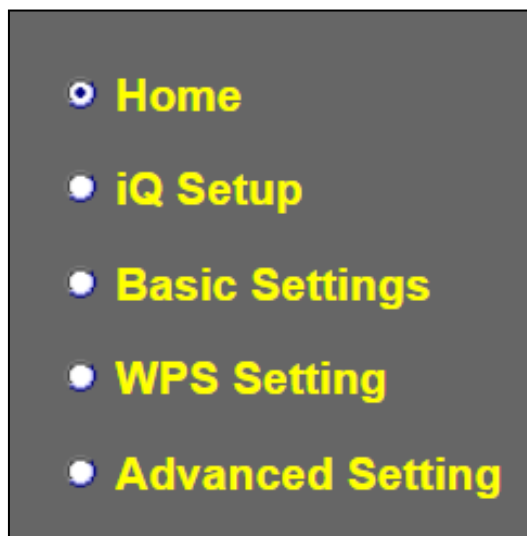 Home
iQ Setup
Basic Settings
WPS Setting
Advanced Setting